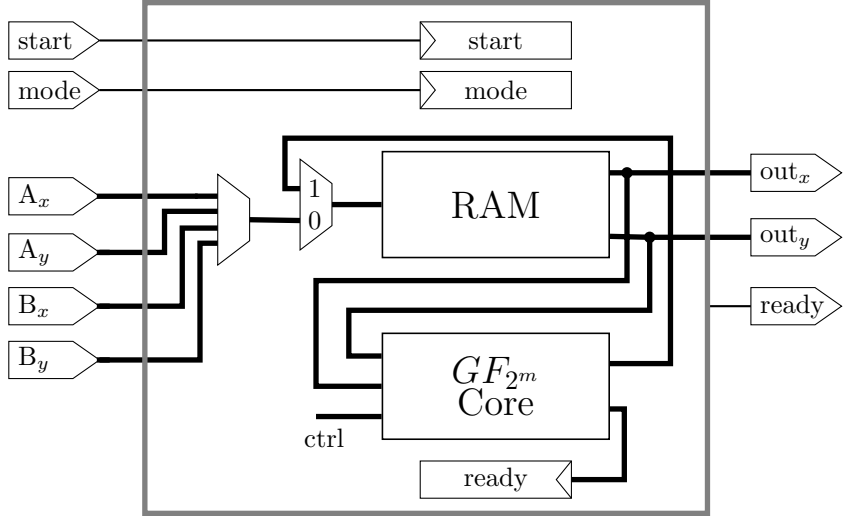 start
start
mode
mode
A_x
1
RAM
out_x
0
A_y
out_y
B_x
ready
B_y
GF_{2^m}
Core
ctrl
ready